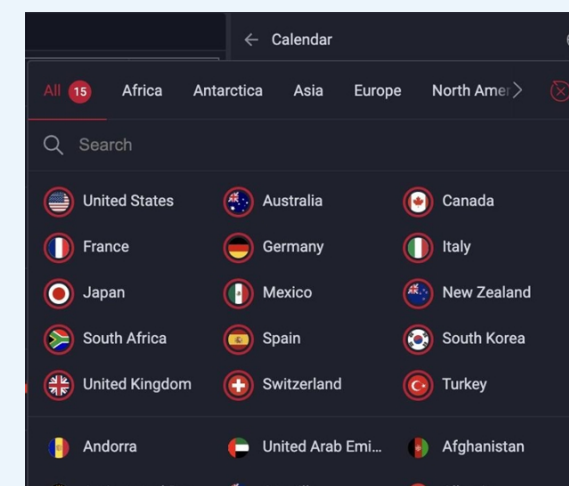 Calendar
All 15 Africa Antarctica Asia Europe North Amer
Search
United States Australia Canada
France Germany Italy
Japan Mexico New Zealand
South Africa Spain South Korea
United Kingdom Switzerland Turkey
Andorra United Arab Emi... Afghanistan